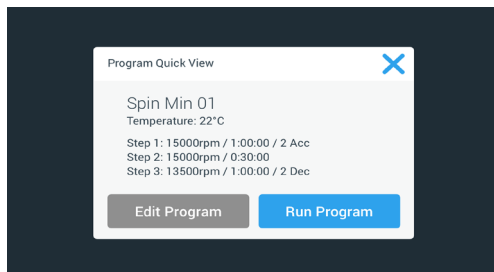 Program Quick View
Spin Min 01
Temperature: 22°C
Step 1: 15000rpm / 1:00:00 / 2 Acc
Step 2: 15000rpm / 0:30:00
Step 3: 13500rpm / 1:00:00 / 2 Dec
Edit Program
Run Program